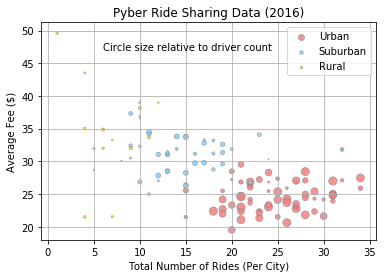 Pyber Ride Sharing Data (2016)
Circle size relative to driver count
Urban
Suburban
Rural
Average Fee ($)
50
45
40
35
30
25
20
0 5 10 15 20 25 30 35
Total Number of Rides (Per City)